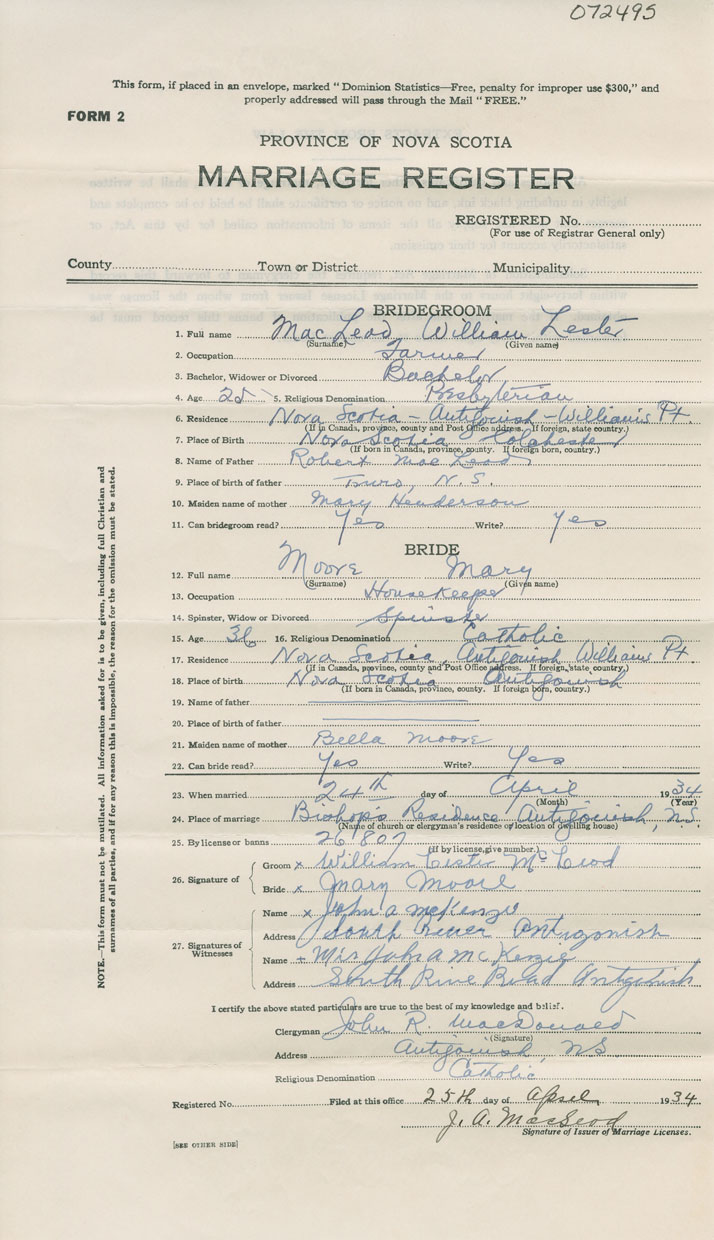 072495
This form, if placed in an envelope, marked "Dominion Statistics—Free, penalty for improper use $300," and
properly addressed will pass through the Mail "FREE."
FORM 2
PROVINCE OF NOVA SCOTIA
MARRIAGE REGISTER
REGISTERED No.
(For use of Registrar General only)
County Town or District Municipality
BRIDEGROOM
1. Full name MacLeod, William Lester
(Surname) (Given name)
2. Occupation Farmer
3. Bachelor, Widower or Divorced Bachelor
4. Age 25 5. Religious Denomination Presbyterian
6. Residence Nova Scotia - Antigonish - William's Pt.
(If in Canada, province, county and Post Office address. If foreign, state country.)
7. Place of Birth Nova Scotia Colchester
(If born in Canada, province, county. If foreign born, country.)
8. Name of Father Robert MacLeod
9. Place of birth of father Truro, N.S.
10. Maiden name of mother Mary Henderson
11. Can bridegroom read? Yes Write? Yes
BRIDE
12. Full name Moore Mary
(Surname) (Given name)
13. Occupation Housekeeper
14. Spinster, Widow or Divorced Spinster
15. Age 36 16. Religious Denomination Catholic
17. Residence Nova Scotia, Antigonish Williams Pt
(If in Canada, province, county and Post Office address. If foreign, state country.)
18. Place of birth Nova Scotia Antigonish
(If born in Canada, province, county. If foreign born, country.)
19. Name of father
20. Place of birth of father
21. Maiden name of mother Bella Moore
22. Can bride read? Yes Write? Yes
23. When married 24th day of April 1934
(Month) (Year)
24. Place of marriage Bishop's Residence Antigonish, N.S.
(Name of church or clergyman's residence or location of dwelling house)
25. By license or banns 261807
(If by license, give number.)
26. Signature of
Groom x William Lester McLeod
Bride x Mary Moore
27. Signatures of Witnesses
Name x John A McKenzie
Address South River Antigonish
Name + Mrs John A McKenzie
Address South River Road Antigonish
I certify the above stated particulars are true to the best of my knowledge and belief.
Clergyman John R. MacDonald
(Signature)
Address Antigonish, N.S.
Religious Denomination Catholic
Registered No. Filed at this office 25th day of April 1934
J. A. MacLeod
Signature of Issuer of Marriage Licenses.
[SEE OTHER SIDE]
NOTE.—This form must not be mutilated. All information asked for is to be given, including full Christian and
surnames of all parties, and if for any reason this is impossible, the reason for the omission must be stated.